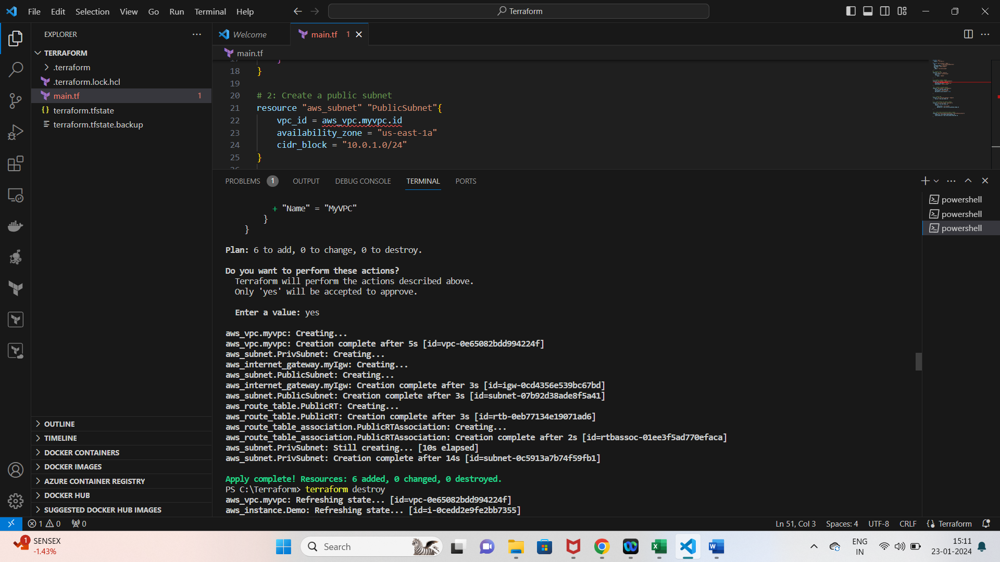 File Edit Selection View Go Run Terminal Help
Terraform
EXPLORER
TERRAFORM
.terraform
.terraform.lock.hcl
main.tf 1
terraform.tfstate
terraform.tfstate.backup
OUTLINE
TIMELINE
DOCKER CONTAINERS
DOCKER IMAGES
AZURE CONTAINER REGISTRY
DOCKER HUB
SUGGESTED DOCKER HUB IMAGES
Welcome
main.tf 1
main.tf
17 }
18 }
19
20 # 2: Create a public subnet
21 resource "aws_subnet" "PublicSubnet"{
22 vpc_id = aws_vpc.myvpc.id
23 availability_zone = "us-east-1a"
24 cidr_block = "10.0.1.0/24"
25 }
26
PROBLEMS 1 OUTPUT DEBUG CONSOLE TERMINAL PORTS
+ "Name" = "MyVPC"
}
}
Plan: 6 to add, 0 to change, 0 to destroy.
Do you want to perform these actions?
Terraform will perform the actions described above.
Only 'yes' will be accepted to approve.
Enter a value: yes
aws_vpc.myvpc: Creating...
aws_vpc.myvpc: Creation complete after 5s [id=vpc-0e65082bdd994224f]
aws_subnet.PrivSubnet: Creating...
aws_internet_gateway.myIgw: Creating...
aws_subnet.PublicSubnet: Creating...
aws_internet_gateway.myIgw: Creation complete after 3s [id=igw-0cd4356e539bc67bd]
aws_subnet.PublicSubnet: Creation complete after 3s [id=subnet-07b92d38ade8f5a41]
aws_route_table.PublicRT: Creating...
aws_route_table.PublicRT: Creation complete after 3s [id=rtb-0eb77134e19071ad6]
aws_route_table_association.PublicRTAssociation: Creating...
aws_route_table_association.PublicRTAssociation: Creation complete after 2s [id=rtbassoc-01ee3f5ad770efaca]
aws_subnet.PrivSubnet: Still creating... [10s elapsed]
aws_subnet.PrivSubnet: Creation complete after 14s [id=subnet-0c5913a7b74f59fb1]
Apply complete! Resources: 6 added, 0 changed, 0 destroyed.
PS C:\Terraform> terraform destroy
aws_vpc.myvpc: Refreshing state... [id=vpc-0e65082bdd994224f]
aws_instance.Demo: Refreshing state... [id=i-0cedd2e9fe2bb7355]
powershell
powershell
powershell
1 0 0
Ln 51, Col 3 Spaces: 4 UTF-8 CRLF {} Terraform
1 SENSEX
-1.43%
Search
ENG
IN
15:11
23-01-2024